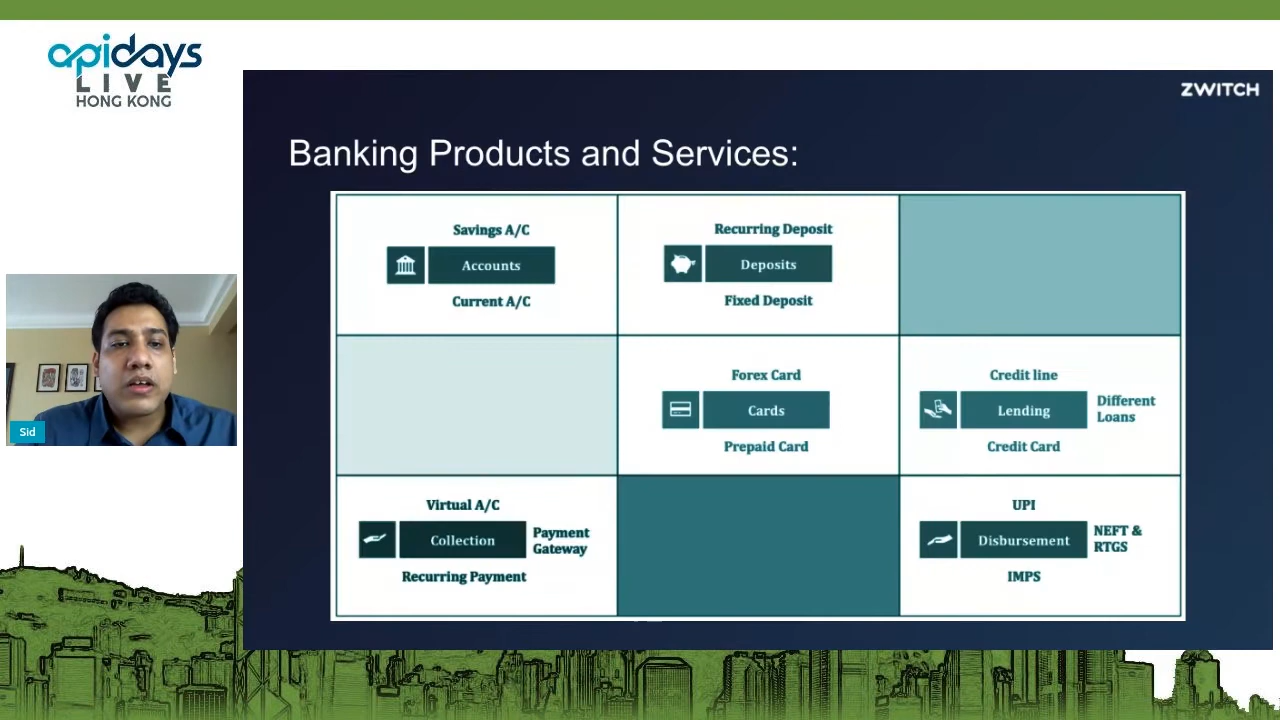 apidays
LIVE
HONG KONG
ZWITCH
Banking Products and Services:
Savings A/C
Accounts
Current A/C
Recurring Deposit
Deposits
Fixed Deposit
Forex Card
Cards
Prepaid Card
Credit line
Lending
Different
Loans
Credit Card
Virtual A/C
Collection
Payment
Gateway
Recurring Payment
UPI
Disbursement
NEFT &
RTGS
IMPS
Sid